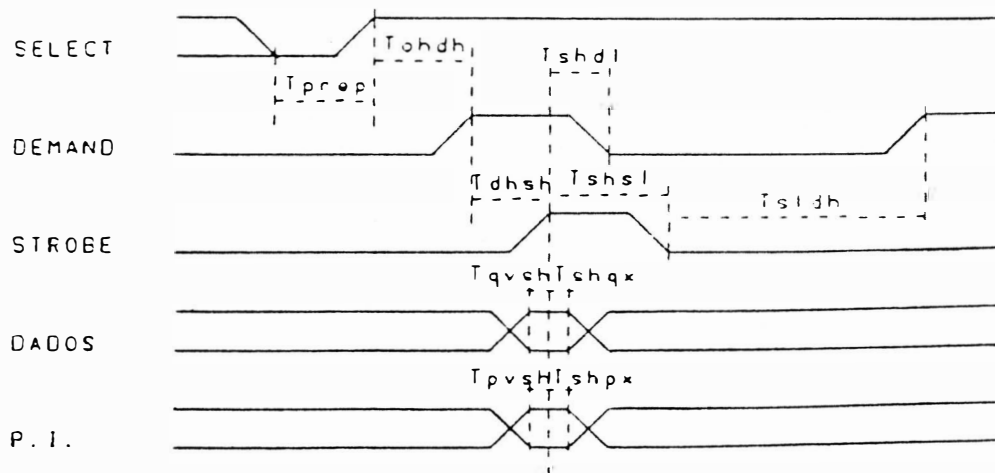 SELECT
Tohdh
Tshdl
Tprep
DEMAND
Tdhsh
Tshsl
Tsldh
STROBE
Tqvsh Tshqx
DADOS
TpvsH Tshpx
P.I.